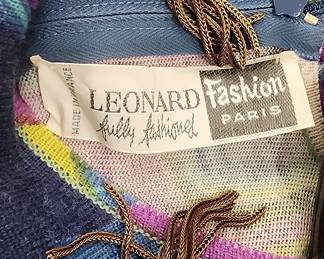 MADE IN FRANCE
LEONARD
fully fashioned
Fashion
PARIS